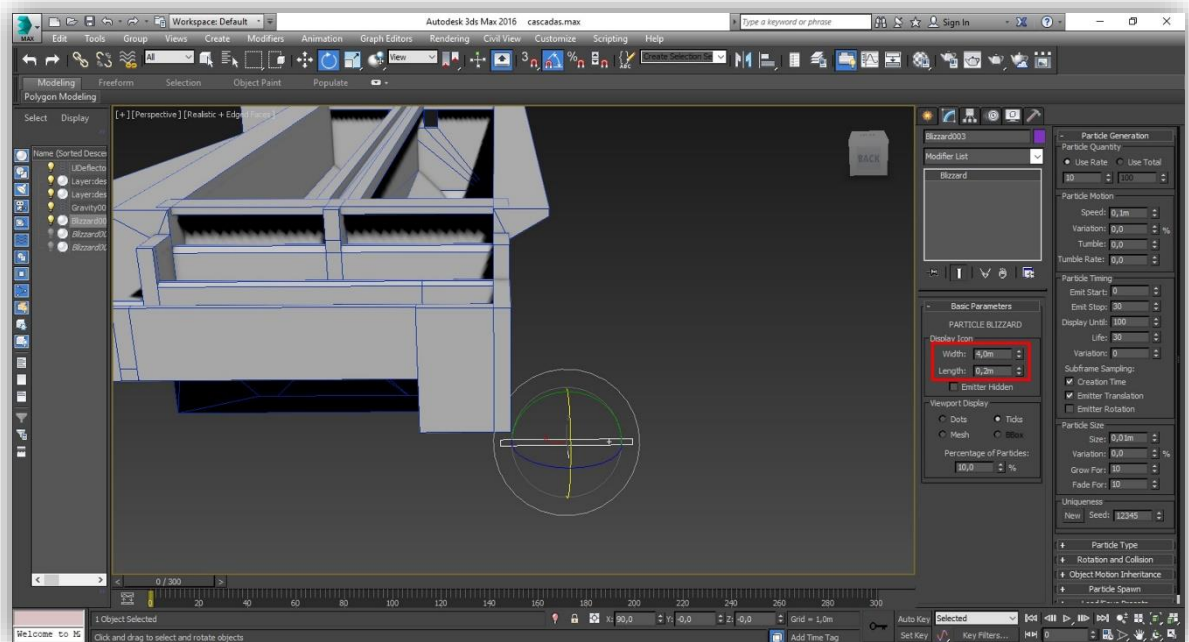 Workspace: Default
Autodesk 3ds Max 2016 cascadas.max
Type a keyword or phrase
Sign In
MAX
Edit Tools Group Views Create Modifiers Animation Graph Editors Rendering Civil View Customize Scripting Help
All
View
Create Selection Se
Modeling Freeform Selection Object Paint Populate
Polygon Modeling
Select Display
[+] [Perspective] [Realistic + Edged Faces]
BACK
Name (Sorted Descen
UDeflecto
Layer:des
Layer:des
Gravity00
Blizzard00
Blizzard00
Blizzard00
Blizzard003
Modifier List
Blizzard
- Basic Parameters
PARTICLE BLIZZARD
Display Icon
Width: 4,0m
Length: 0,2m
Emitter Hidden
Viewport Display
Dots Ticks
Mesh BBox
Percentage of Particles:
10,0 %
- Particle Generation
Particle Quantity
Use Rate Use Total
10 100
Particle Motion
Speed: 0,1m
Variation: 0,0 %
Tumble: 0,0
Tumble Rate: 0,0
Particle Timing
Emit Start: 0
Emit Stop: 30
Display Until: 100
Life: 30
Variation: 0
Subframe Sampling:
Creation Time
Emitter Translation
Emitter Rotation
Particle Size
Size: 0,01m
Variation: 0,0 %
Grow For: 10
Fade For: 10
Uniqueness
New Seed: 12345
+ Particle Type
+ Rotation and Collision
+ Object Motion Inheritance
+ Particle Spawn
+ Load/Save Presets
< 0 / 300 >
0 20 40 60 80 100 120 140 160 180 200 220 240 260 280 300
1 Object Selected
X: 90,0 Y: -0,0 Z: -0,0 Grid = 1,0m
Auto Key Selected
Welcome to M
Click and drag to select and rotate objects
Add Time Tag
Set Key Key Filters...
0